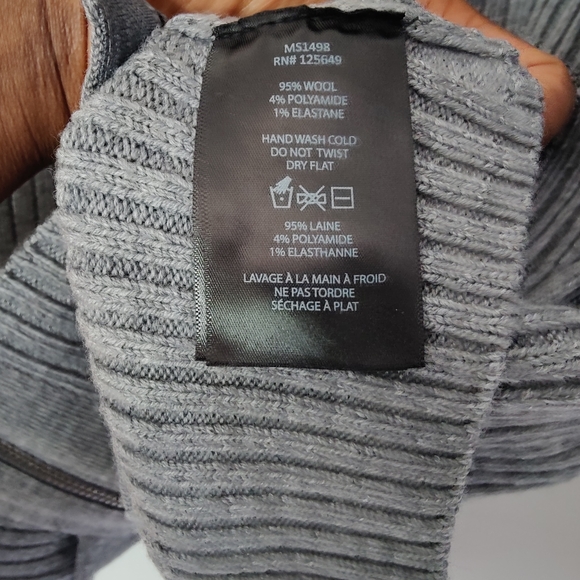 MS1498
RN# 125649
95% WOOL
4% POLYAMIDE
1% ELASTANE
HAND WASH COLD
DO NOT TWIST
DRY FLAT
95% LAINE
4% POLYAMIDE
1% ELASTHANNE
LAVAGE À LA MAIN À FROID
NE PAS TORDRE
SÉCHAGE À PLAT